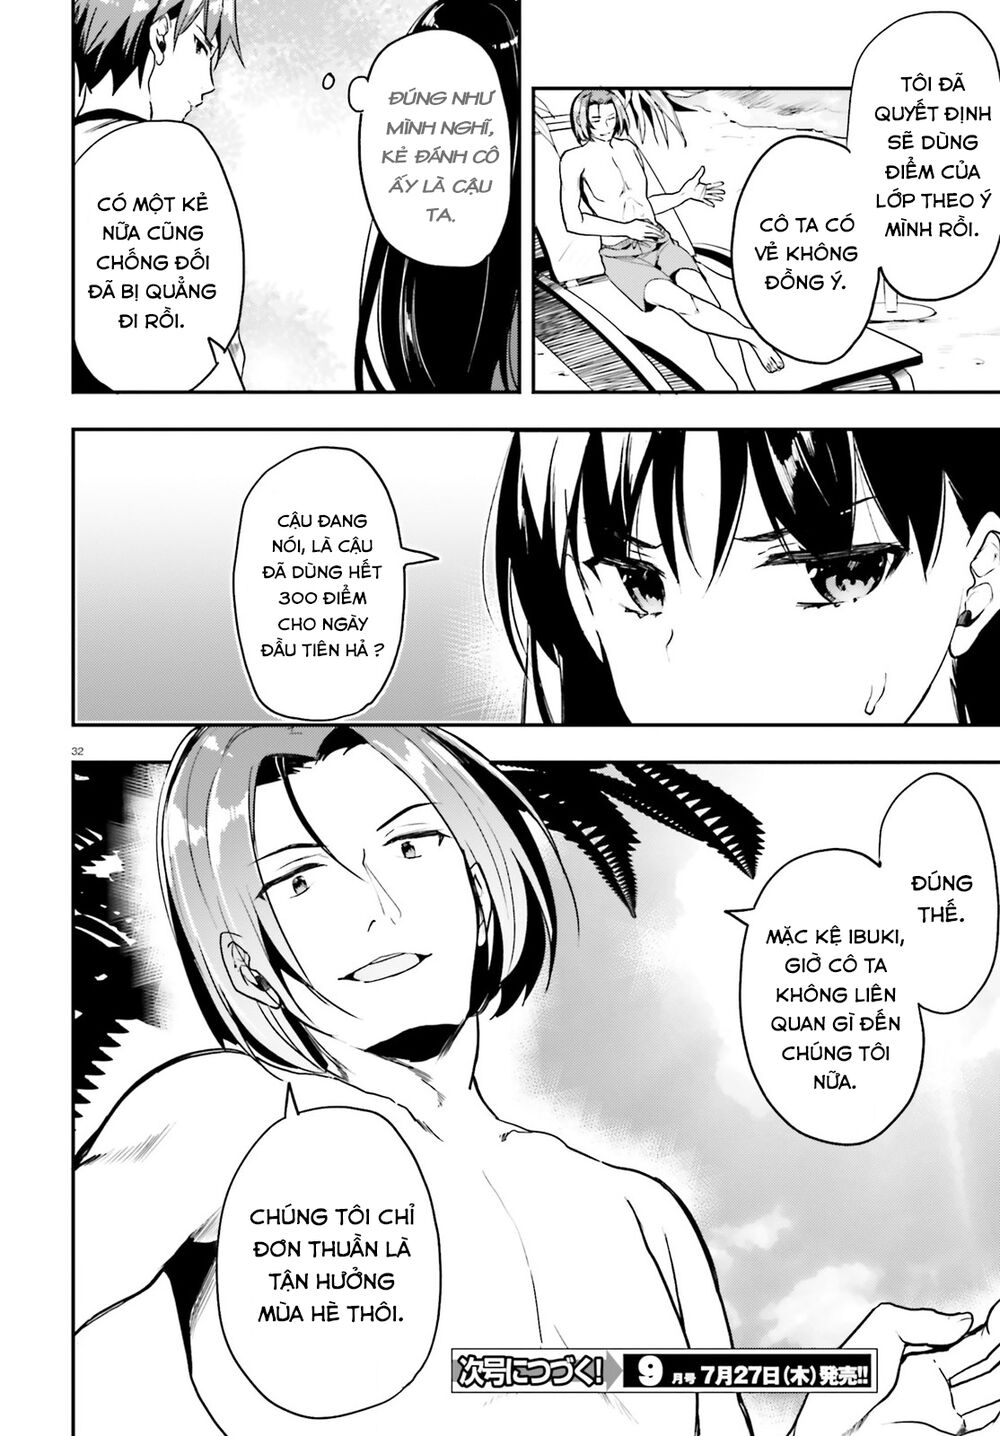 TÔI ĐÃ
QUYẾT ĐỊNH
SẼ DÙNG
ĐIỂM CỦA
LỚP THEO Ý
MÌNH RỒI.
CÔ TA CÓ
VẺ KHÔNG
ĐỒNG Ý.
ĐÚNG NHƯ
MÌNH NGHĨ,
KẺ ĐÁNH CÔ
ẤY LÀ CẬU
TA.
CÓ MỘT KẺ
NỮA CŨNG
CHỐNG ĐỐI
ĐÃ BỊ QUẲNG
ĐI RỒI.
CẬU ĐANG
NÓI, LÀ CẬU
ĐÃ DÙNG HẾT
300 ĐIỂM
CHO NGÀY
ĐẦU TIÊN HẢ ?
32
ĐÚNG
THẾ.
MẶC KỆ IBUKI,
GIỜ CÔ TA
KHÔNG LIÊN
QUAN GÌ ĐẾN
CHÚNG TÔI
NỮA.
CHÚNG TÔI CHỈ
ĐƠN THUẦN LÀ
TẬN HƯỞNG
MÙA HÈ THÔI.
次号につづく! 9月号 7月27日(木)発売!!